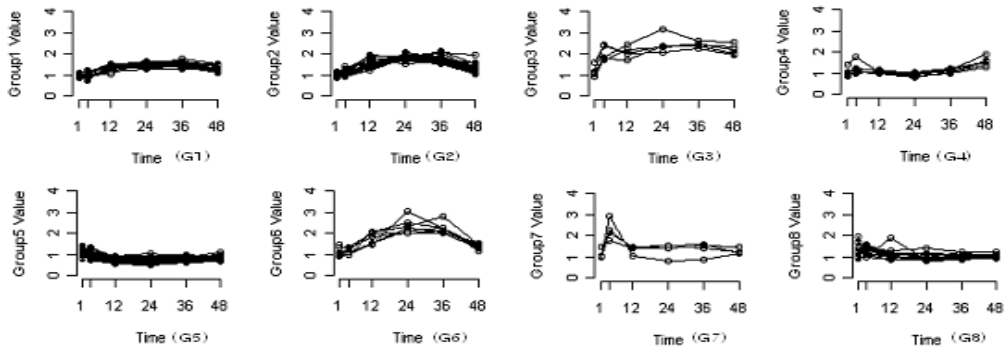 Group1 Value
0 1 2 3 4
1 12 24 36 48
Time (G1)
Group2 Value
0 1 2 3 4
1 12 24 36 48
Time (G2)
Group3 Value
0 1 2 3 4
1 12 24 36 48
Time (G3)
Group4 Value
0 1 2 3 4
1 12 24 36 48
Time (G4)
Group5 Value
0 1 2 3 4
1 12 24 36 48
Time (G5)
Group6 Value
0 1 2 3 4
1 12 24 36 48
Time (G6)
Group7 Value
0 1 2 3 4
1 12 24 36 48
Time (G7)
Group8 Value
0 1 2 3 4
1 12 24 36 48
Time (G8)